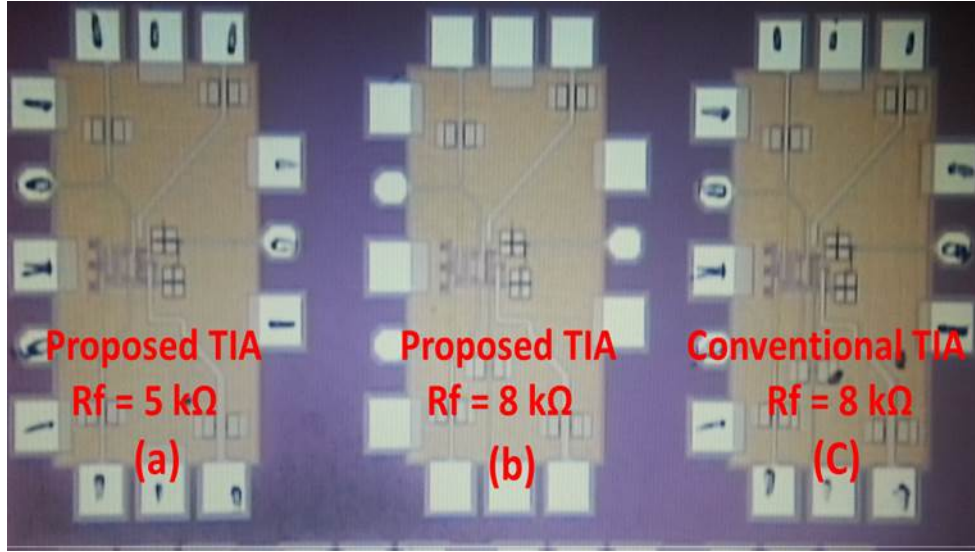 Proposed TIA
Rf = 5 kΩ
(a)
Proposed TIA
Rf = 8 kΩ
(b)
Conventional TIA
Rf = 8 kΩ
(C)